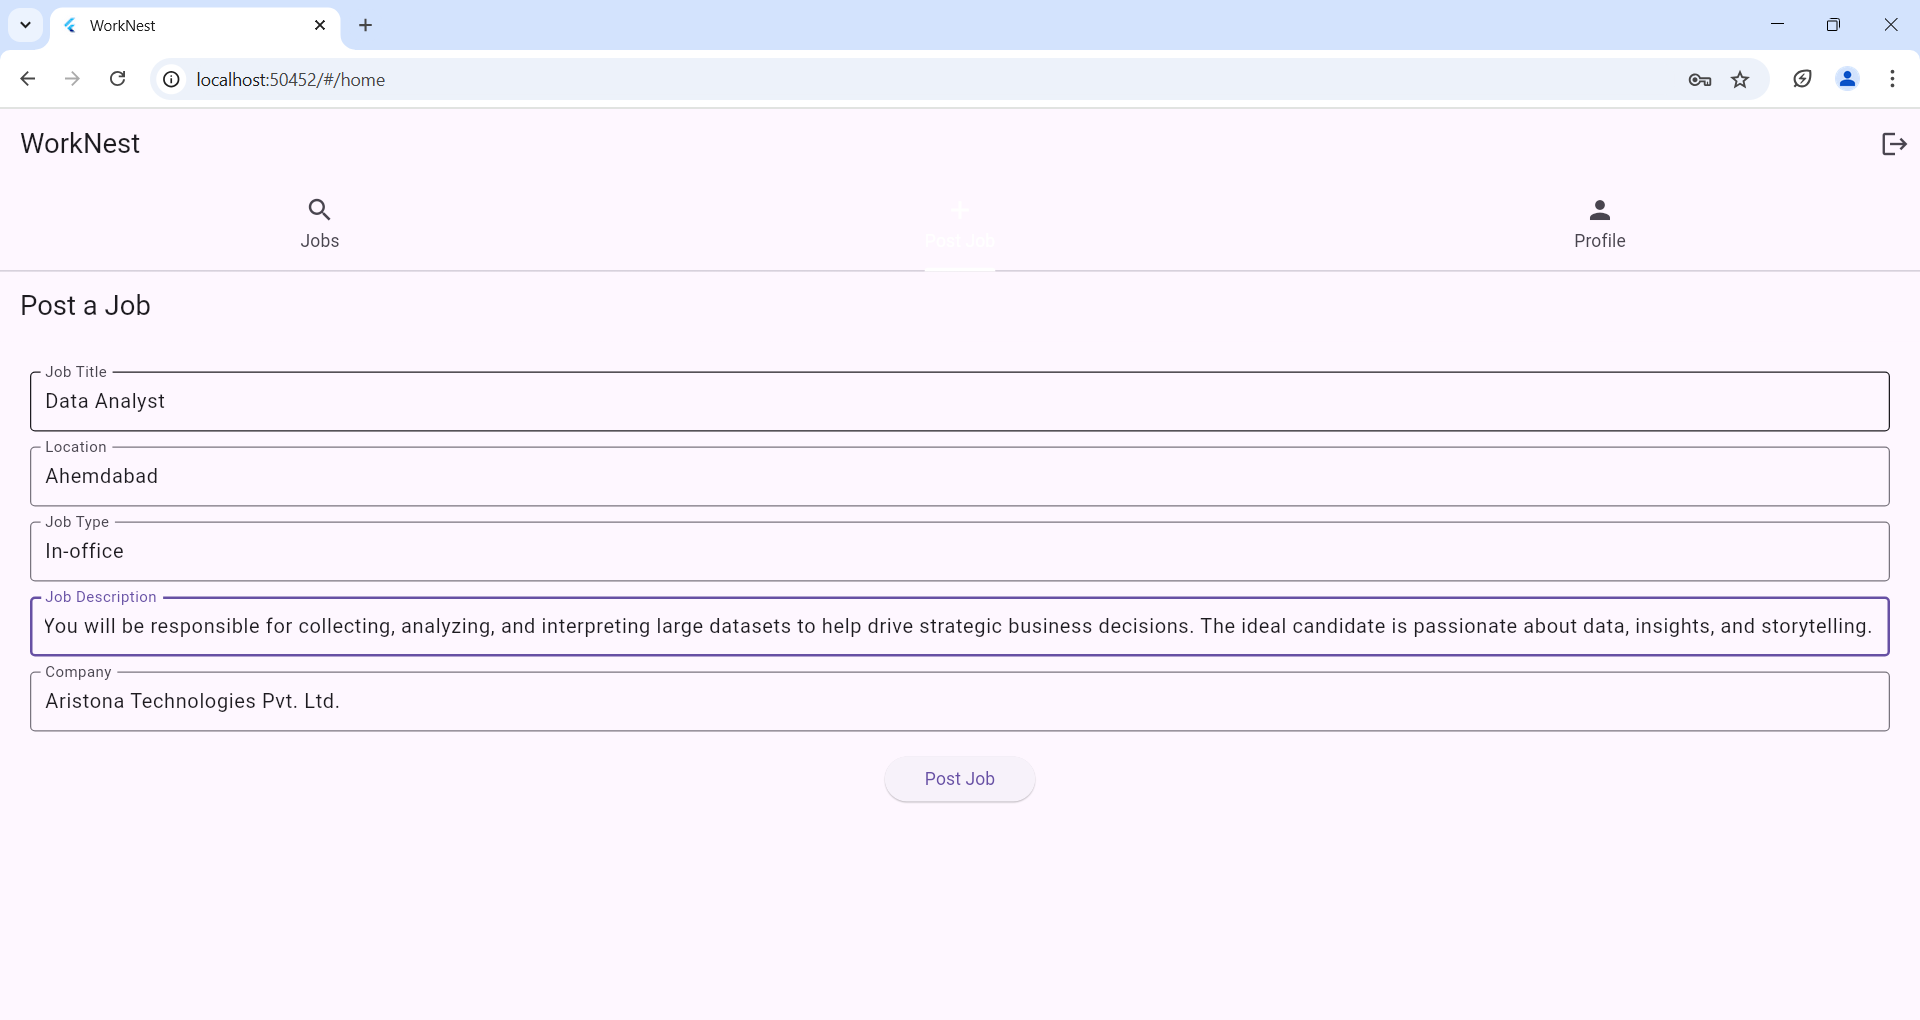 WorkNest
localhost:50452/#/home
WorkNest
Jobs
Post Job
Profile
Post a Job
Job Title
Data Analyst
Location
Ahemdabad
Job Type
In-office
Job Description
You will be responsible for collecting, analyzing, and interpreting large datasets to help drive strategic business decisions. The ideal candidate is passionate about data, insights, and storytelling.
Company
Aristona Technologies Pvt. Ltd.
Post Job